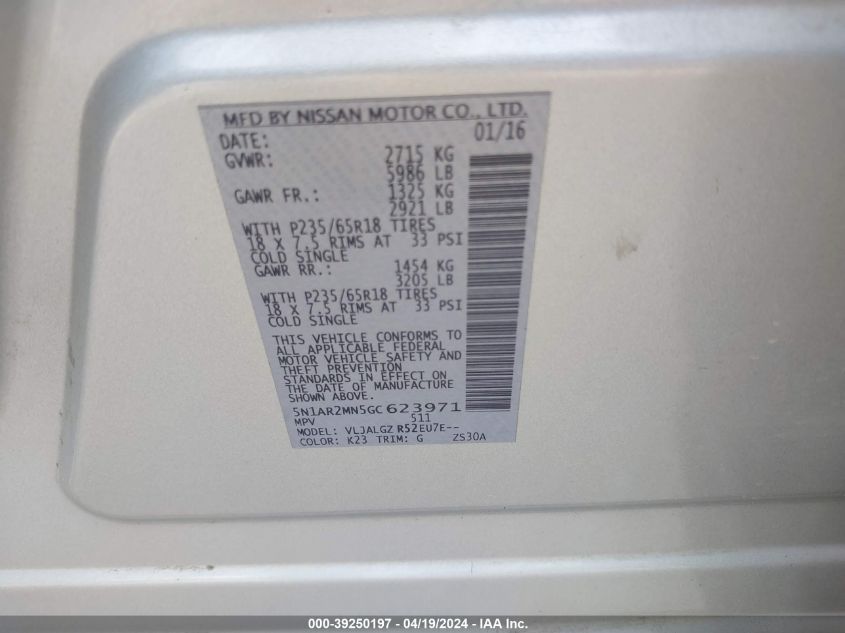 MFD BY NISSAN MOTOR CO., LTD.
DATE: 01/16
GVWR: 2715 KG
5986 LB
GAWR FR.: 1325 KG
2921 LB
WITH P235/65R18 TIRES
18 X 7.5 RIMS AT 33 PSI
COLD SINGLE
GAWR RR.: 1454 KG
3205 LB
WITH P235/65R18 TIRES
18 X 7.5 RIMS AT 33 PSI
COLD SINGLE
THIS VEHICLE CONFORMS TO
ALL APPLICABLE FEDERAL
MOTOR VEHICLE SAFETY AND
THEFT PREVENTION
STANDARDS IN EFFECT ON
THE DATE OF MANUFACTURE
SHOWN ABOVE.
5N1AR2MN5GC623971
MPV 511
MODEL: VLJALGZ R52EU7E--
COLOR: K23 TRIM: G ZS30A
000-39250197 - 04/19/2024 - IAA Inc.